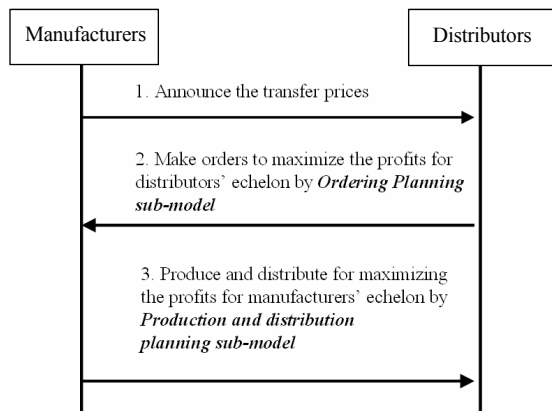 Manufacturers
Distributors
1. Announce the transfer prices
2. Make orders to maximize the profits for
distributors’ echelon by Ordering Planning
sub-model
3. Produce and distribute for maximizing
the profits for manufacturers’ echelon by
Production and distribution
planning sub-model